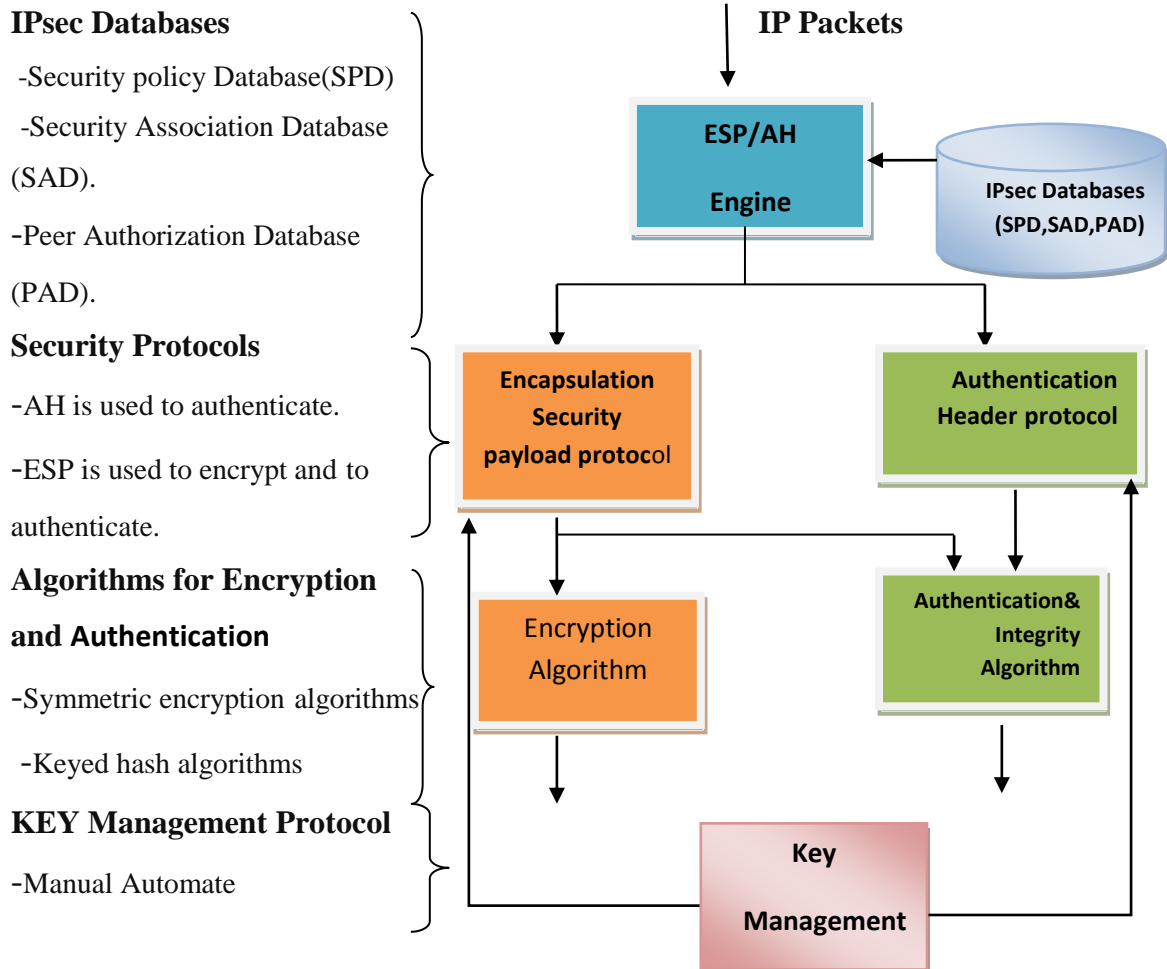 IPsec Databases
-Security policy Database(SPD)
-Security Association Database
(SAD).
-Peer Authorization Database
(PAD).
Security Protocols
-AH is used to authenticate.
-ESP is used to encrypt and to
authenticate.
Algorithms for Encryption
and Authentication
-Symmetric encryption algorithms
-Keyed hash algorithms
KEY Management Protocol
-Manual Automate
IP Packets
ESP/AH
Engine
IPsec Databases
(SPD,SAD,PAD)
Encapsulation
Security
payload protocol
Authentication
Header protocol
Encryption
Algorithm
Authentication&
Integrity
Algorithm
Key
Management